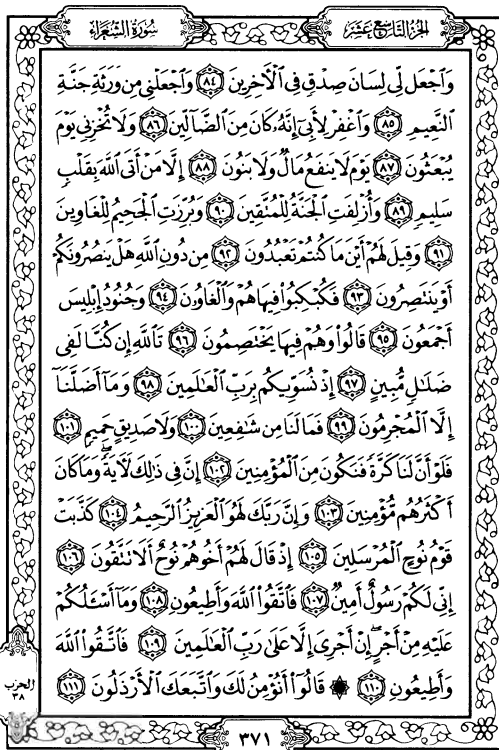 سُورَةُ الشُّعَرَاءِ
الجُزْءُ التَّاسِعَ عَشَرَ
وَٱجْعَل لِّى لِسَانَ صِدْقٍ فِى ٱلْأَخِرِينَ ٨٤ وَٱجْعَلْنِى مِن وَرَثَةِ جَنَّةِ
ٱلنَّعِيمِ ٨٥ وَٱغْفِرْ لِأَبِىٓ إِنَّهُۥ كَانَ مِنَ ٱلضَّآلِّينَ ٨٦ وَلَا تُخْزِنِى يَوْمَ
يُبْعَثُونَ ٨٧ يَوْمَ لَا يَنفَعُ مَالٌ وَلَا بَنُونَ ٨٨ إِلَّا مَنْ أَتَى ٱللَّهَ بِقَلْبٍ
سَلِيمٍ ٨٩ وَأُزْلِفَتِ ٱلْجَنَّةُ لِلْمُتَّقِينَ ٩٠ وَبُرِّزَتِ ٱلْجَحِيمُ لِلْغَاوِينَ
٩١ وَقِيلَ لَهُمْ أَيْنَ مَا كُنتُمْ تَعْبُدُونَ ٩٢ مِن دُونِ ٱللَّهِ هَلْ يَنصُرُونَكُمْ
أَوْ يَنتَصِرُونَ ٩٣ فَكُبْكِبُوا۟ فِيهَا هُمْ وَٱلْغَاوُۥنَ ٩٤ وَجُنُودُ إِبْلِيسَ
أَجْمَعُونَ ٩٥ قَالُوا۟ وَهُمْ فِيهَا يَخْتَصِمُونَ ٩٦ تَٱللَّهِ إِن كُنَّا لَفِى
ضَلَٰلٍ مُّبِينٍ ٩٧ إِذْ نُسَوِّيكُم بِرَبِّ ٱلْعَٰلَمِينَ ٩٨ وَمَآ أَضَلَّنَآ
إِلَّا ٱلْمُجْرِمُونَ ٩٩ فَمَا لَنَا مِن شَٰفِعِينَ ١٠٠ وَلَا صَدِيقٍ حَمِيمٍ ١٠١
فَلَوْ أَنَّ لَنَا كَرَّةً فَنَكُونَ مِنَ ٱلْمُؤْمِنِينَ ١٠٢ إِنَّ فِى ذَٰلِكَ لَأَيَةً ۖ وَمَا كَانَ
أَكْثَرُهُم مُّؤْمِنِينَ ١٠٣ وَإِنَّ رَبَّكَ لَهُوَ ٱلْعَزِيزُ ٱلرَّحِيمُ ١٠٤ كَذَّبَتْ
قَوْمُ نُوحٍ ٱلْمُرْسَلِينَ ١٠٥ إِذْ قَالَ لَهُمْ أَخُوهُمْ نُوحٌ أَلَا تَتَّقُونَ ١٠٦
إِنِّى لَكُمْ رَسُولٌ أَمِينٌ ١٠٧ فَٱتَّقُوا۟ ٱللَّهَ وَأَطِيعُونِ ١٠٨ وَمَآ أَسْـَٔلُكُمْ
عَلَيْهِ مِنْ أَجْرٍ ۖ إِنْ أَجْرِىَ إِلَّا عَلَىٰ رَبِّ ٱلْعَٰلَمِينَ ١٠٩ فَٱتَّقُوا۟ ٱللَّهَ
وَأَطِيعُونِ ١١٠ ۞ قَالُوٓا۟ أَنُؤْمِنُ لَكَ وَٱتَّبَعَكَ ٱلْأَرْذَلُونَ ١١١
الحزب
٣٨
٣٧١